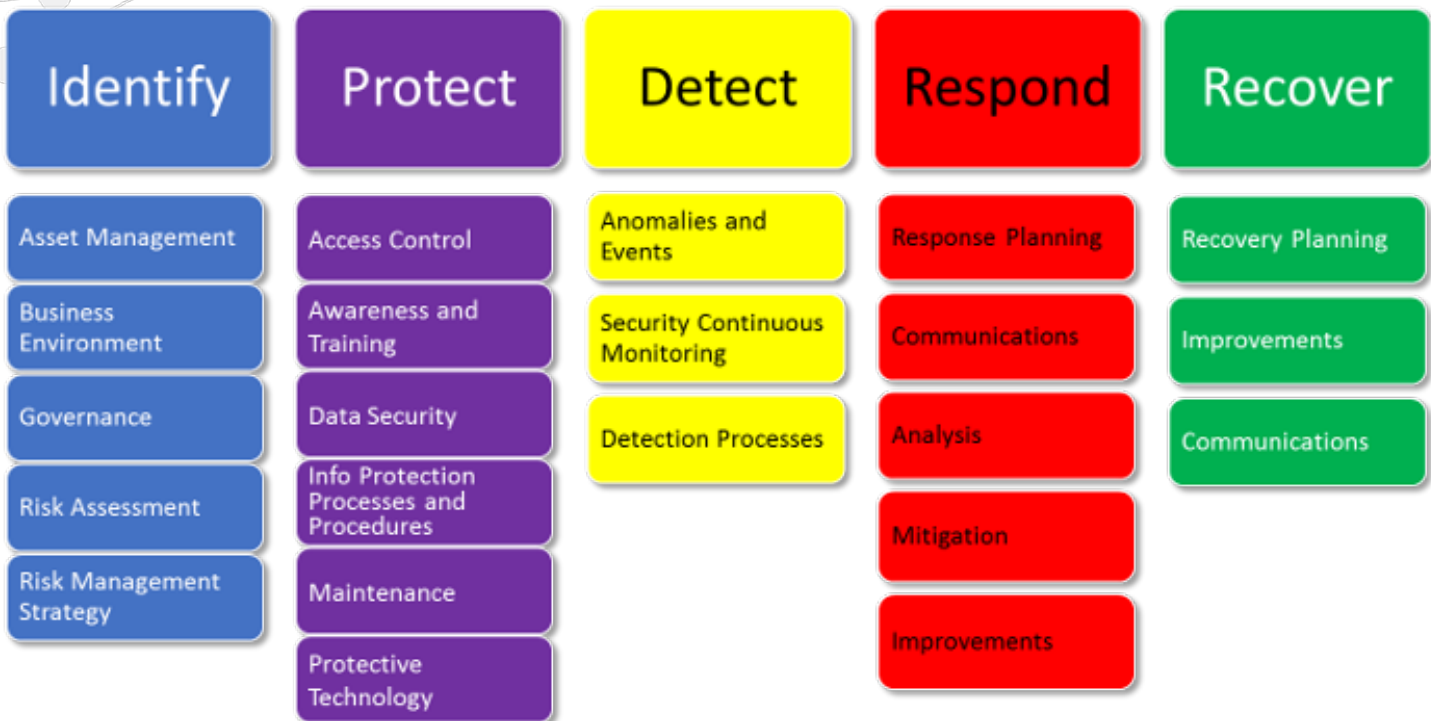 Identify
Protect
Detect
Respond
Recover
Asset Management
Business
Environment
Governance
Risk Assessment
Risk Management
Strategy
Access Control
Awareness and
Training
Data Security
Info Protection
Processes and
Procedures
Maintenance
Protective
Technology
Anomalies and
Events
Security Continuous
Monitoring
Detection Processes
Response Planning
Communications
Analysis
Mitigation
Improvements
Recovery Planning
Improvements
Communications